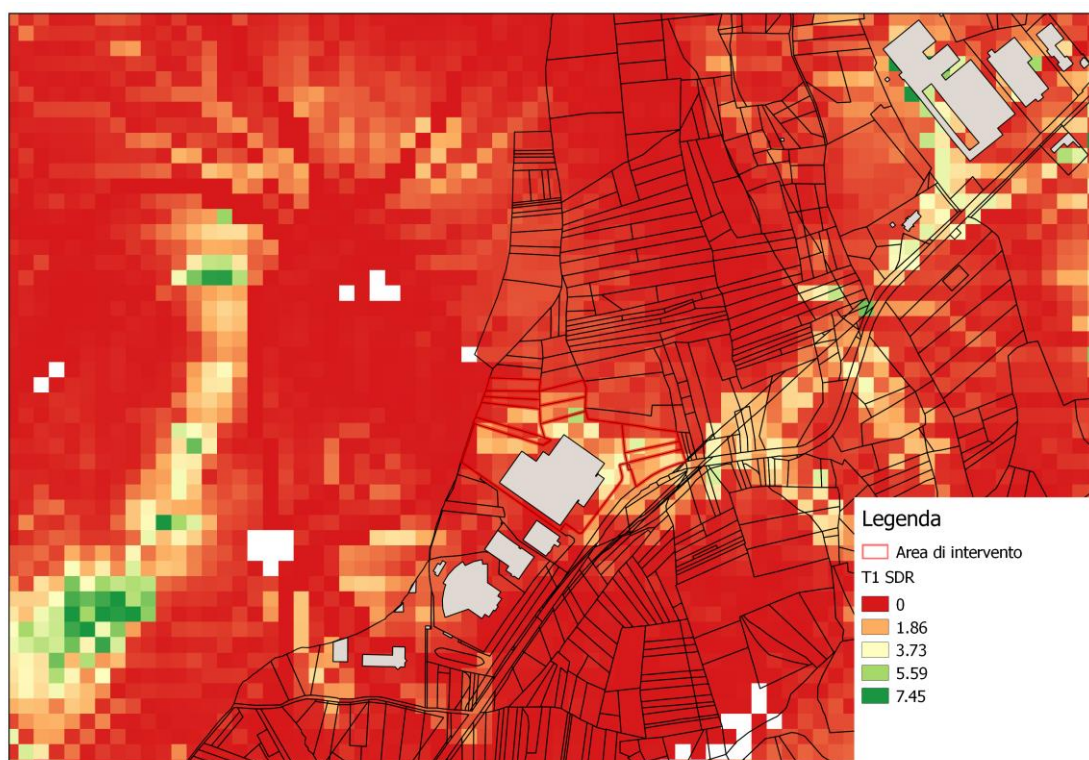 Legenda
Area di intervento
T1 SDR
0
1.86
3.73
5.59
7.45